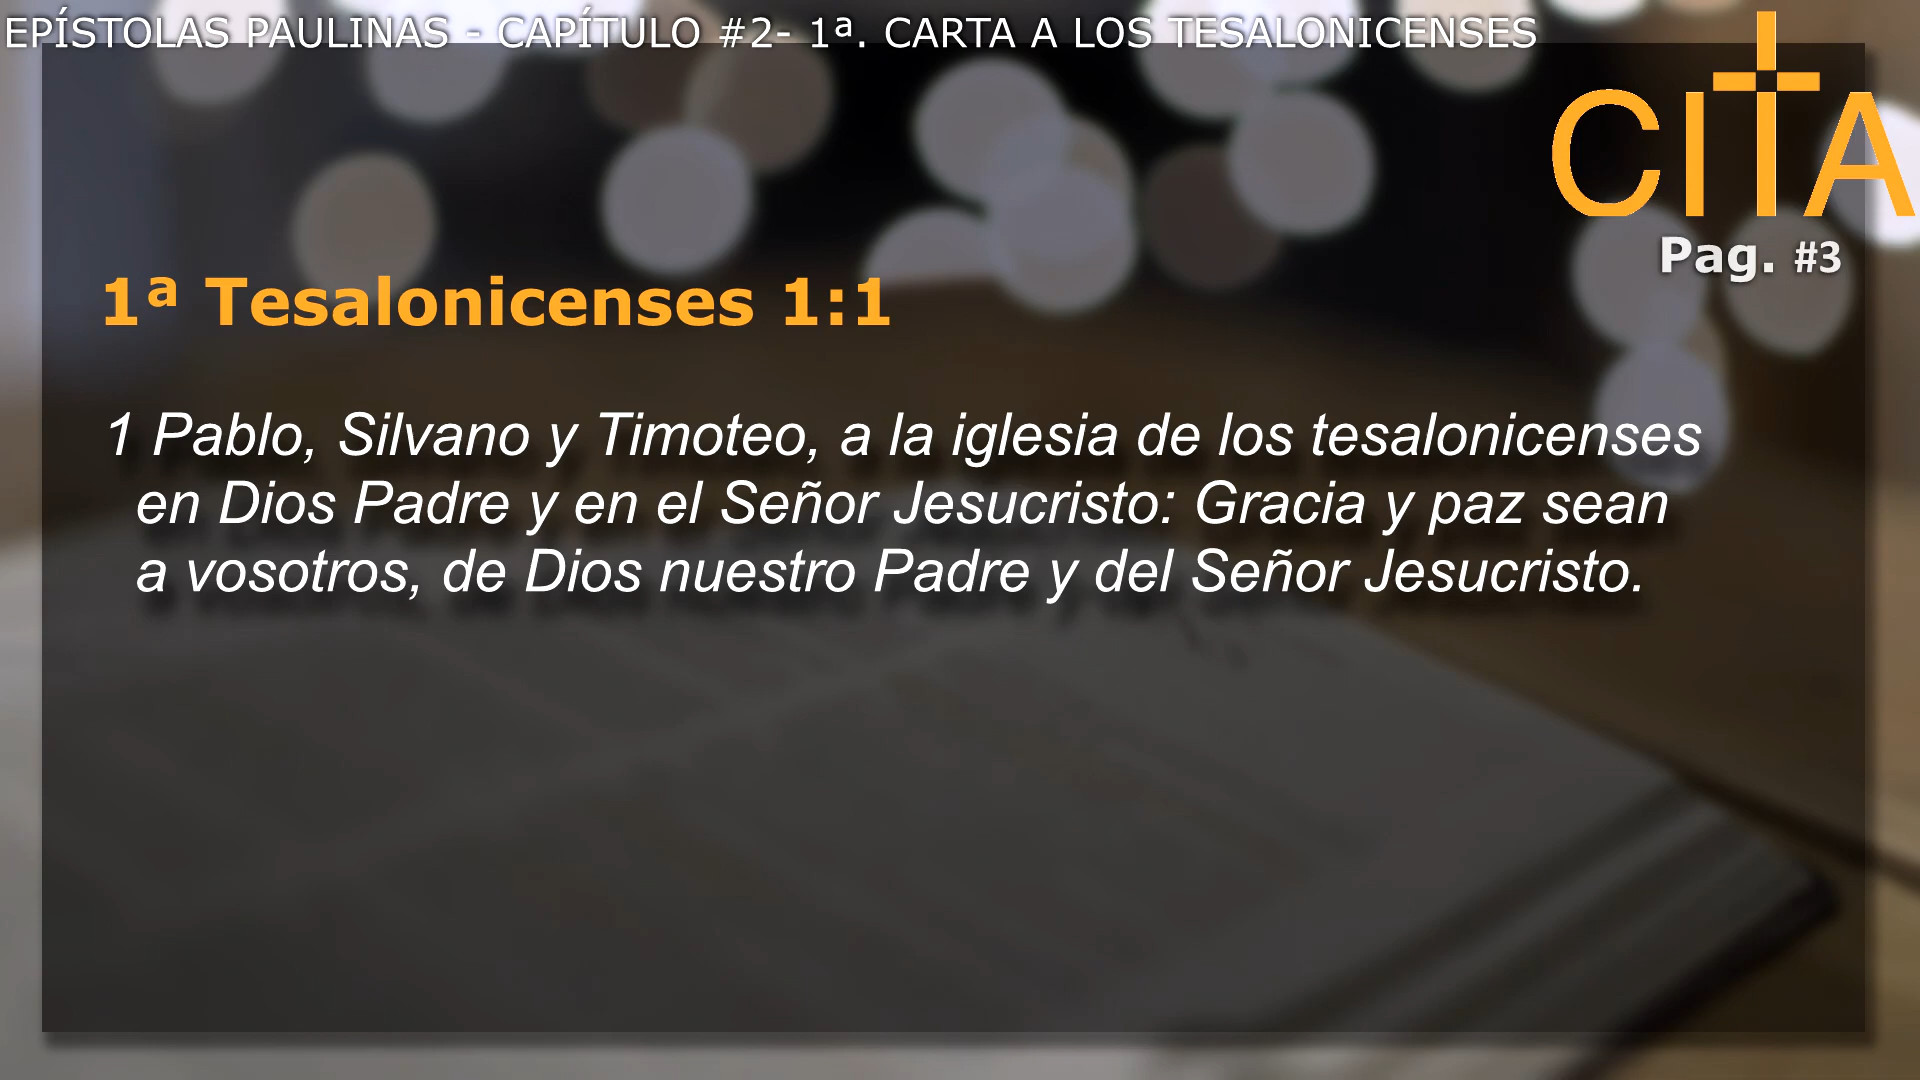 EPÍSTOLAS PAULINAS - CAPÍTULO #2- 1ª. CARTA A LOS TESALONICENSES
CITA
Pag. #3
1ª Tesalonicenses 1:1
1 Pablo, Silvano y Timoteo, a la iglesia de los tesalonicenses
en Dios Padre y en el Señor Jesucristo: Gracia y paz sean
a vosotros, de Dios nuestro Padre y del Señor Jesucristo.